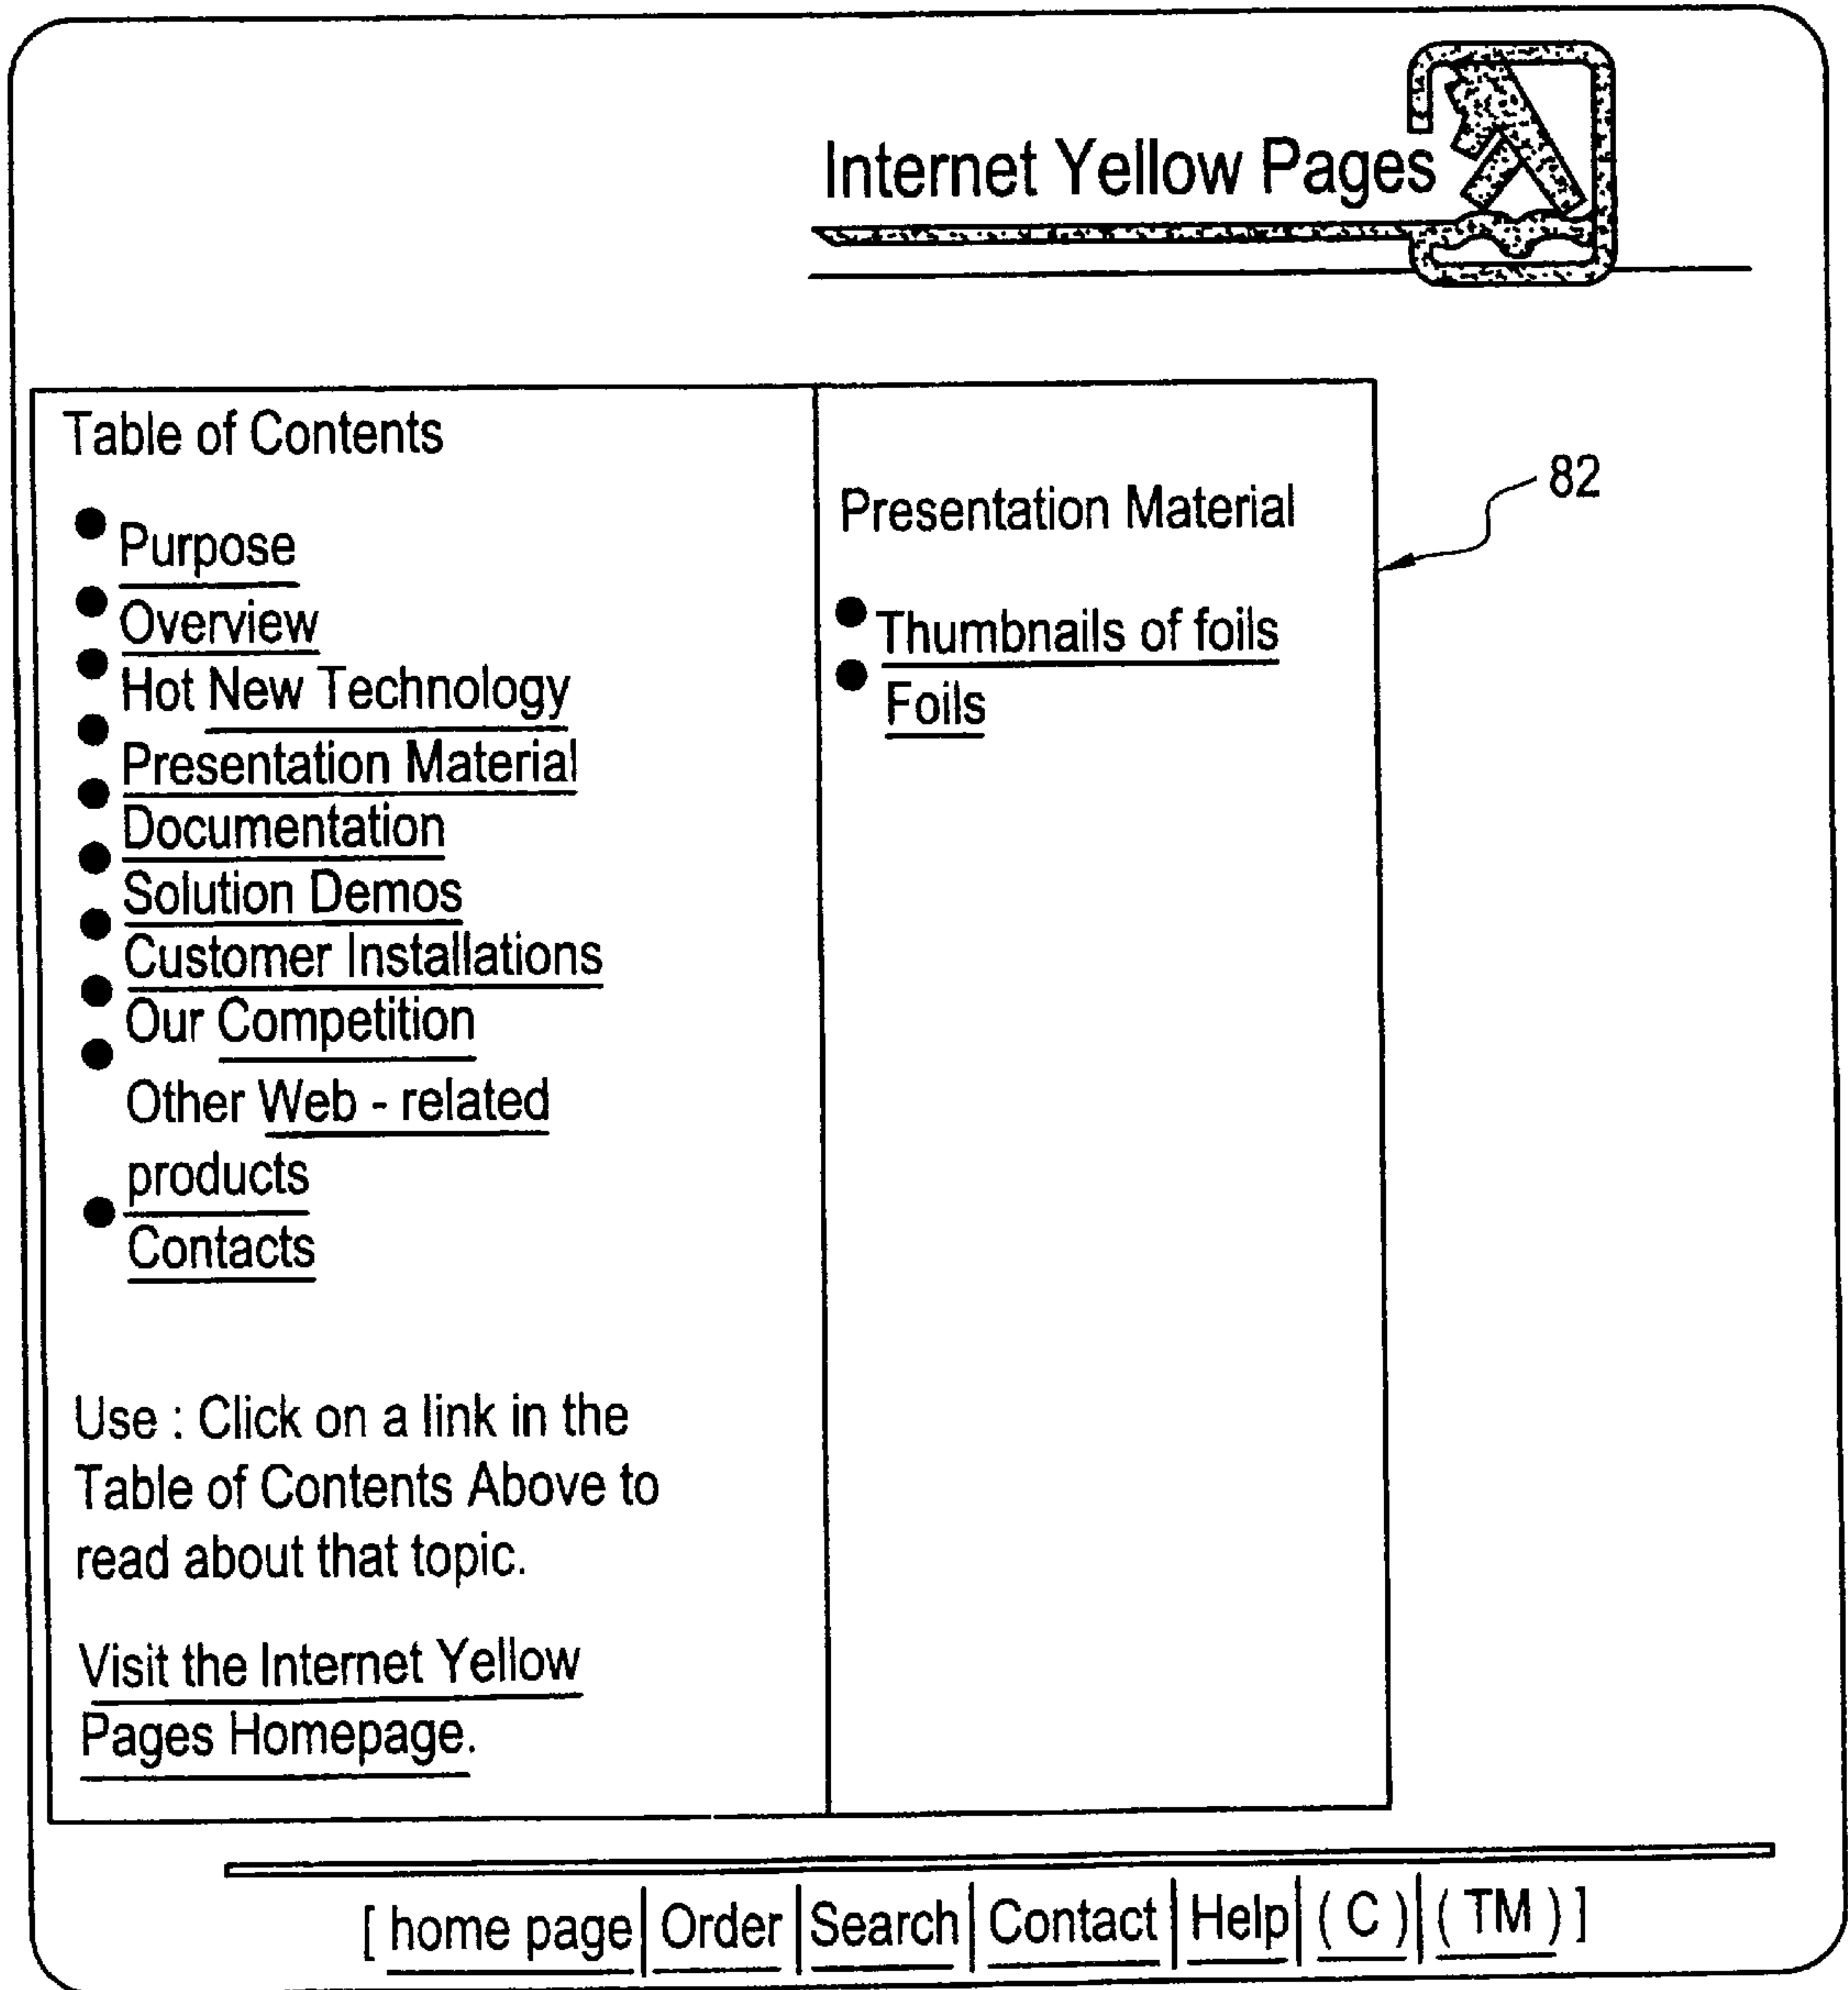 Internet Yellow Pages
Table of Contents
● Purpose
● Overview
● Hot New Technology
● Presentation Material
● Documentation
● Solution Demos
● Customer Installations
● Our Competition
● Other Web - related
products
● Contacts
Use : Click on a link in the
Table of Contents Above to
read about that topic.
Visit the Internet Yellow
Pages Homepage.
Presentation Material
● Thumbnails of foils
● Foils
82
[ home page | Order | Search | Contact | Help | ( C ) | ( TM ) ]